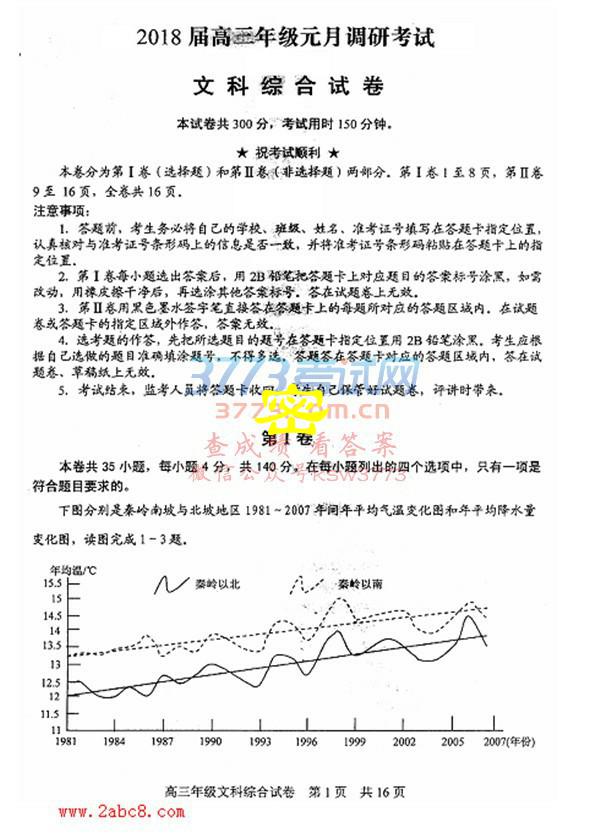 2018 届高三年级元月调研考试
文科综合试卷
本试卷共 300 分，考试用时 150 分钟。
★ 祝考试顺利 ★
本卷分为第Ⅰ卷（选择题）和第Ⅱ卷（非选择题）两部分。第Ⅰ卷 1 至 8 页，第Ⅱ卷
9 至 16 页，全卷共 16 页。
注意事项：
1. 答题前，考生务必将自己的学校、班级、姓名、准考证号填写在答题卡指定位置，
认真核对与准考证号条形码上的信息是否一致，并将准考证号条形码粘贴在答题卡上的指
定位置。
2. 第Ⅰ卷每小题选出答案后，用 2B 铅笔把答题卡上对应题目的答案标号涂黑，如需
改动，用橡皮擦干净后，再选涂其他答案标号。答在试题卷上无效。
3. 第Ⅱ卷用黑色墨水签字笔直接答在答题卡上的每题所对应的答题区域内。在试题
卷或答题卡的指定区域外作答，答案无效。
4. 选考题的作答，先把所选题目的题号在答题卡指定位置用 2B 铅笔涂黑。考生应根
据自己选做的题目准确填涂题号，不得多选。答题答在答题卡对应的答题区域内，答在试
题卷、草稿纸上无效。
5. 考试结束，监考人员将答题卡收回，考生自己保管好试题卷，评讲时带来。
3773考试网
3773.com.cn
密
第Ⅰ卷
查成绩 看答案
微信公众号KSW3773
本卷共 35 小题，每小题 4 分，共 140 分。在每小题列出的四个选项中，只有一项是
符合题目要求的。
下图分别是秦岭南坡与北坡地区 1981～2007 年间年平均气温变化图和年平均降水量
变化图，读图完成 1－3 题。
年均温/℃
秦岭以北 秦岭以南
15.5
15
14.5
14
13.5
13
12.5
12
11.5
11
1981 1984 1987 1990 1993 1996 1999 2002 2005 2007(年份)
高三年级文科综合试卷 第 1 页 共 16 页
www.2abc8.com